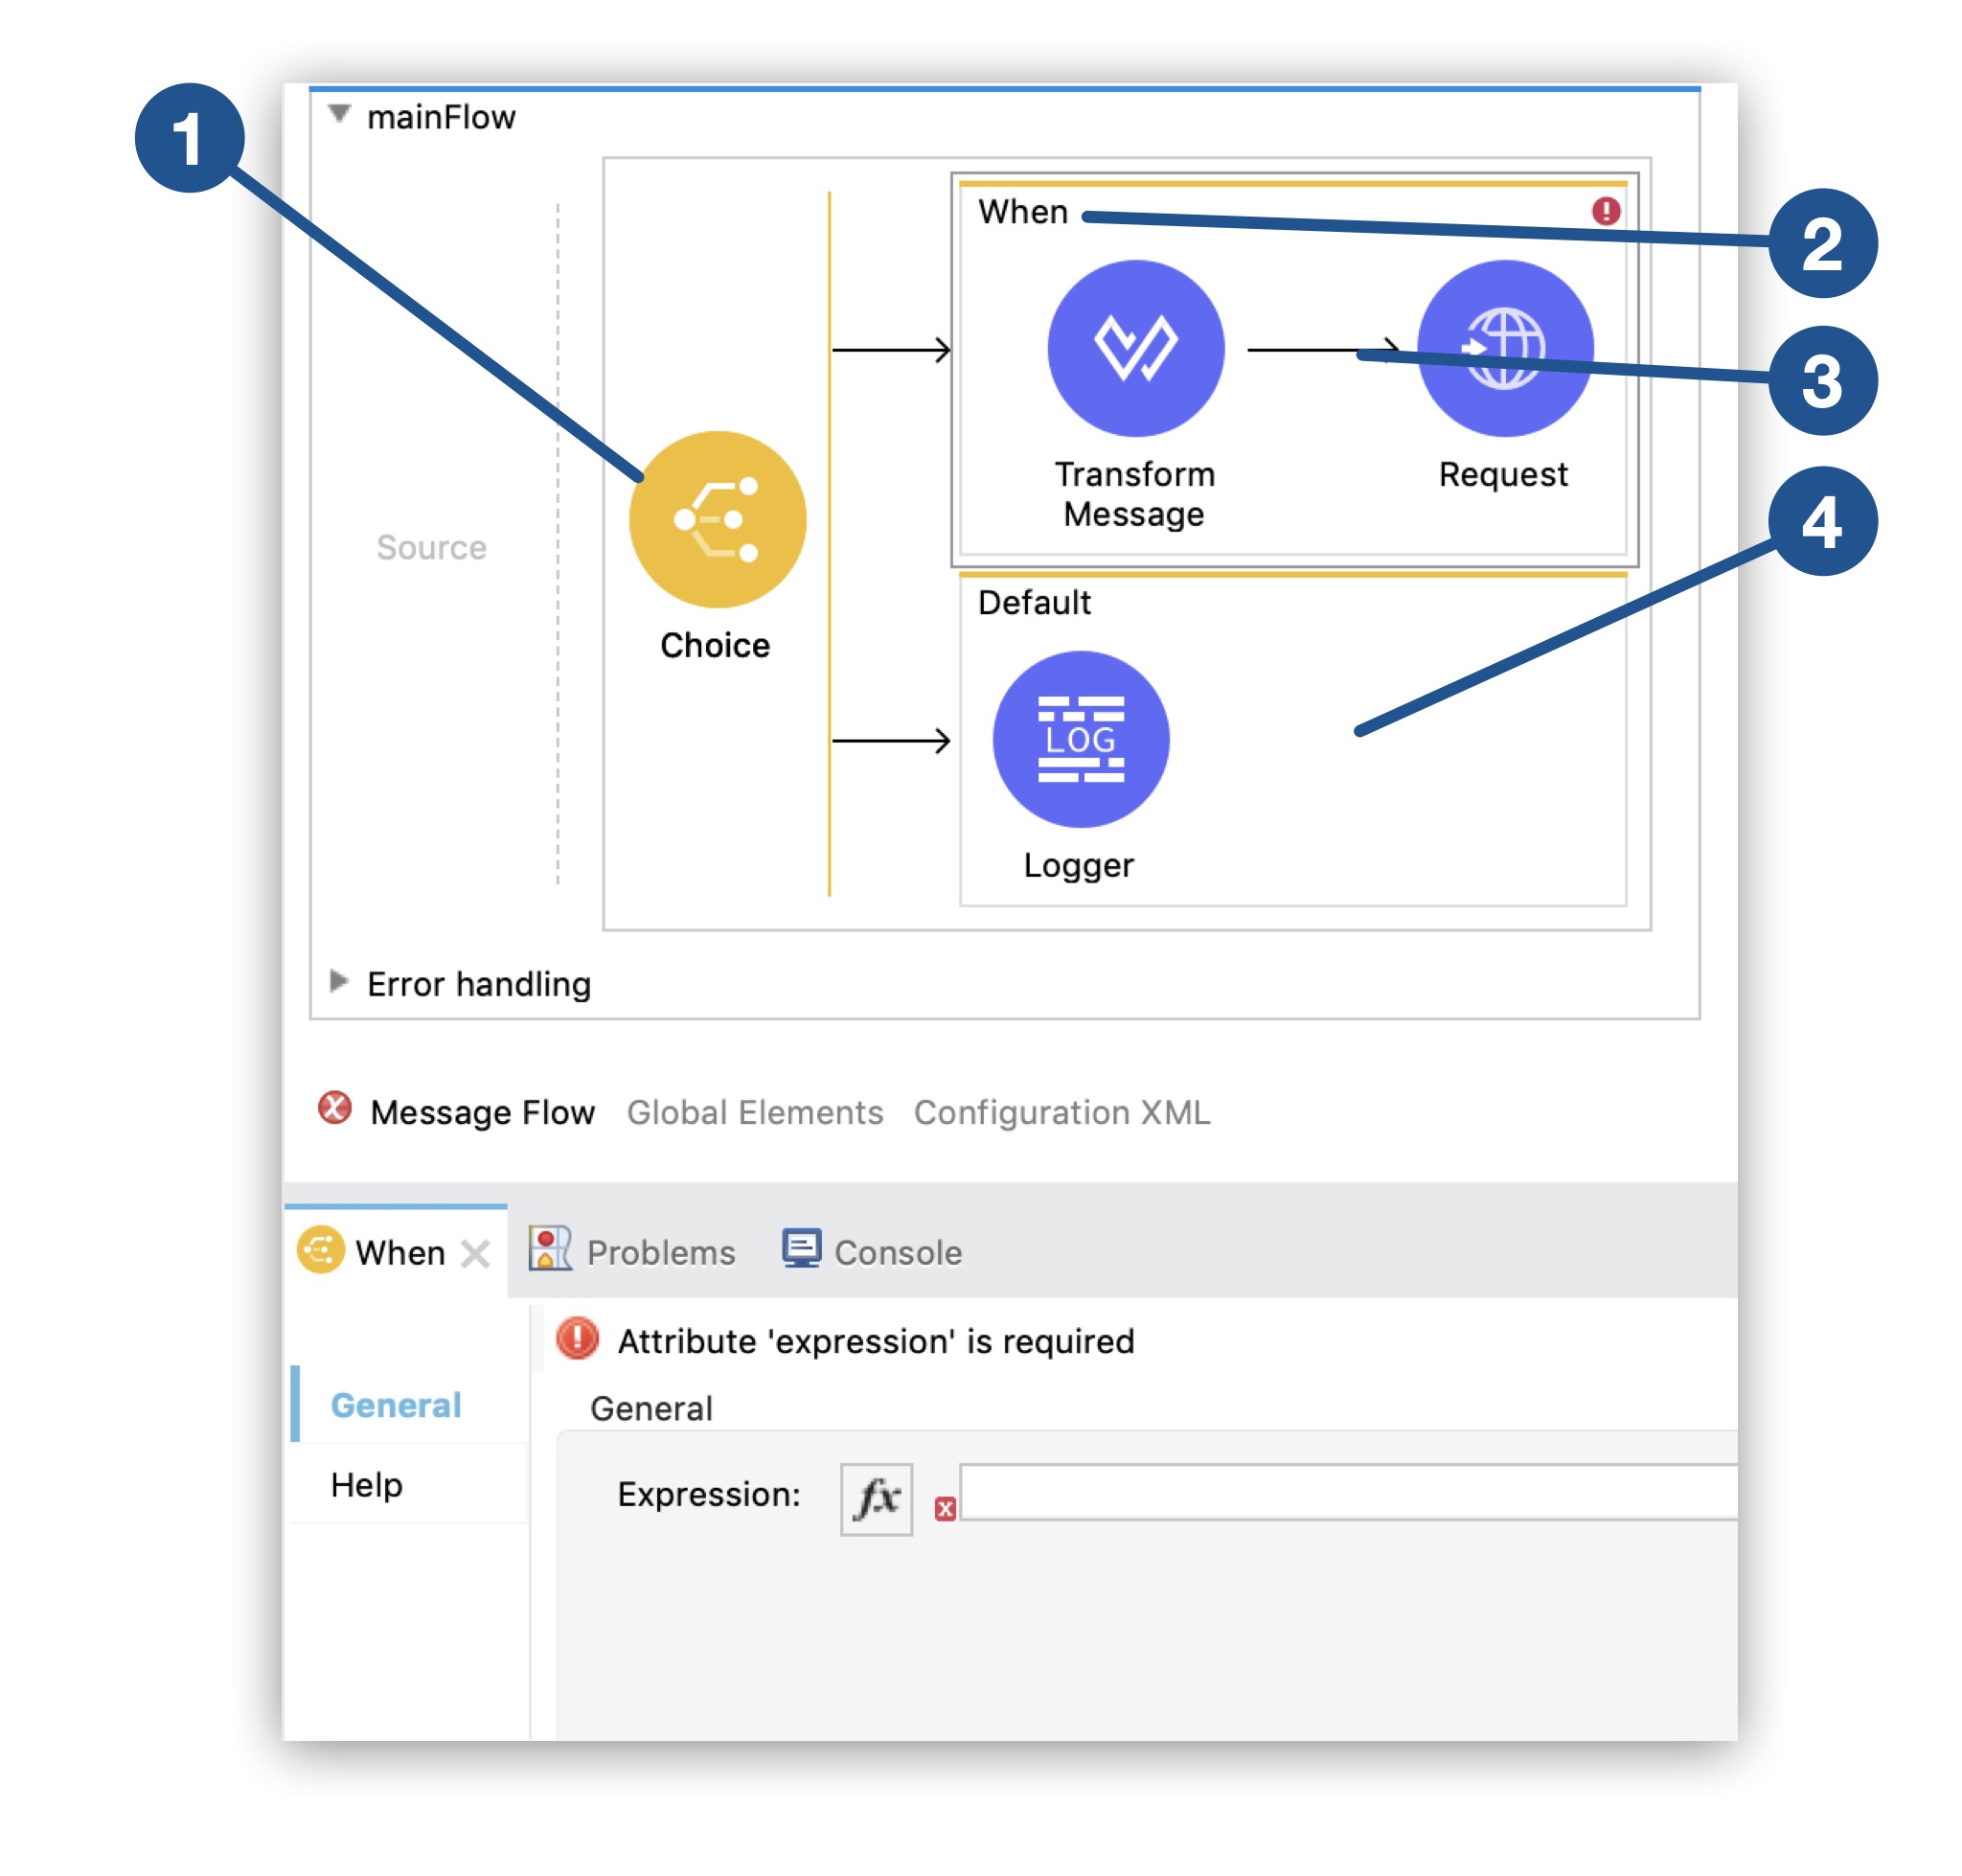 1
mainFlow
When
2
3
Transform
Message
Request
4
Source
Choice
Default
LOG
Logger
Error handling
Message Flow Global Elements Configuration XML
When Problems Console
Attribute 'expression' is required
General
General
Help
Expression: fx